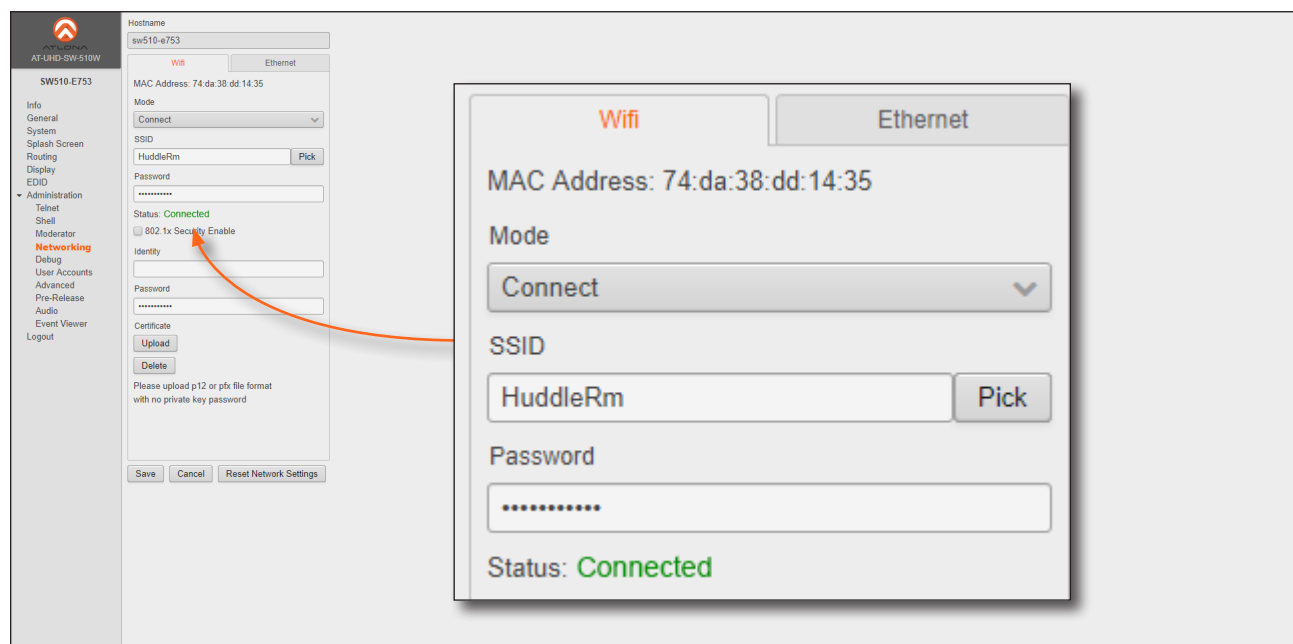 ATLONA
AT-UHD-SW-510W
SW510-E753
Info
General
System
Splash Screen
Routing
Display
EDID
Administration
Telnet
Shell
Moderator
Networking
Debug
User Accounts
Advanced
Pre-Release
Audio
Event Viewer
Logout
Hostname
sw510-e753
Wifi Ethernet
MAC Address: 74:da:38:dd:14:35
Mode
Connect
SSID
HuddleRm Pick
Password
•••••••••••
Status: Connected
802.1x Security Enable
Identity
Password
•••••••••••
Certificate
Upload
Delete
Please upload p12 or pfx file format
with no private key password
Save Cancel Reset Network Settings
Wifi Ethernet
MAC Address: 74:da:38:dd:14:35
Mode
Connect
SSID
HuddleRm Pick
Password
•••••••••••
Status: Connected